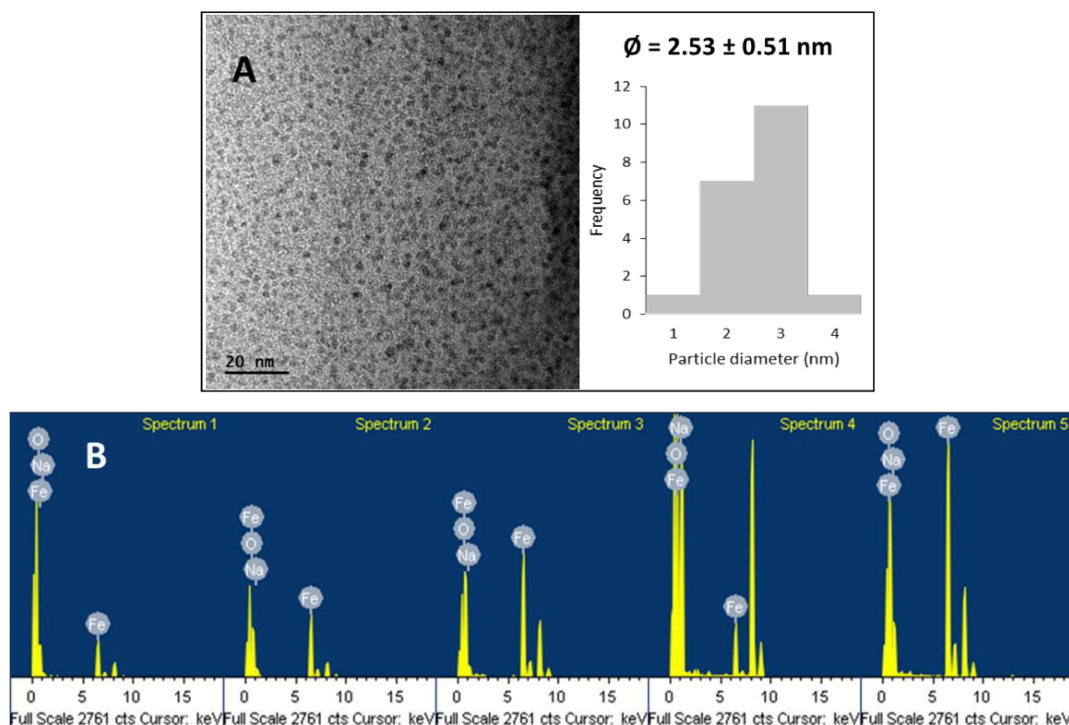 A
20 nm
Ø = 2.53 ± 0.51 nm
12
10
8
6
4
2
0
Frequency
1 2 3 4
Particle diameter (nm)
B
Spectrum 1
O
Na
Fe
Fe
0 5 10 15
Full Scale 2761 cts Cursor: keV
Spectrum 2
Fe
O
Na
Fe
0 5 10 15
Full Scale 2761 cts Cursor: keV
Spectrum 3
Fe
O
Na
Fe
0 5 10 15
Full Scale 2761 cts Cursor: keV
Spectrum 4
Na
O
Fe
Fe
0 5 10 15
Full Scale 2761 cts Cursor: keV
Spectrum 5
O
Na
Fe
Fe
0 5 10 15
Full Scale 2761 cts Cursor: keV